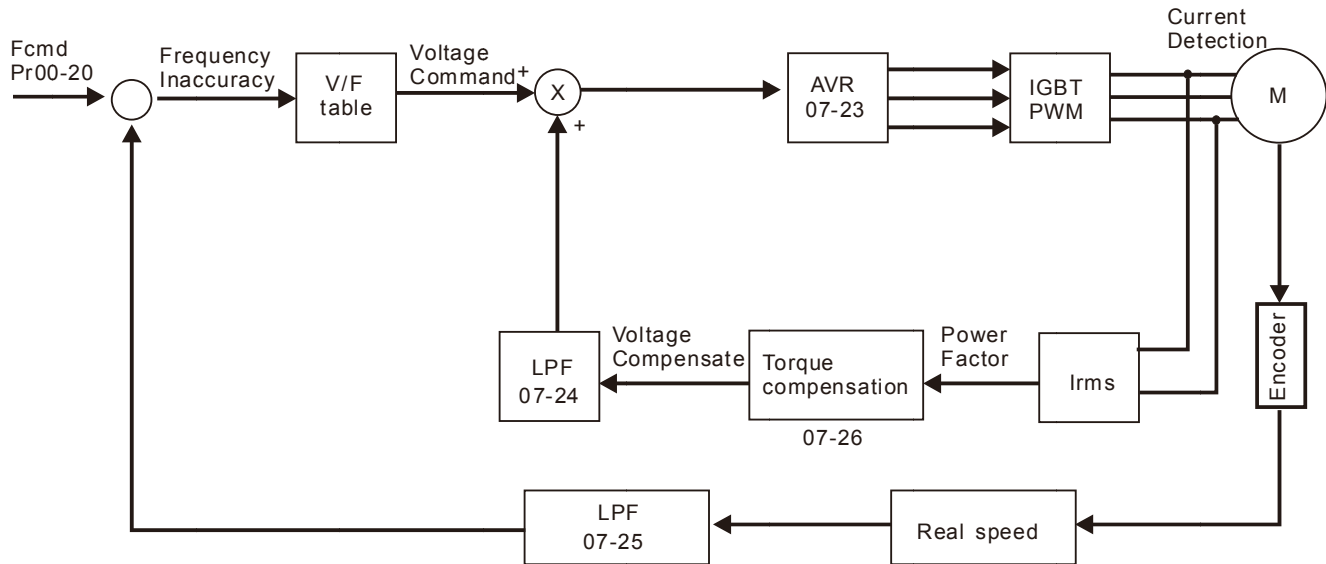 Fcmd
Pr00-20
Frequency
Inaccuracy
V/F
table
Voltage
Command
+
X
+
AVR
07-23
IGBT
PWM
Current
Detection
M
LPF
07-24
Voltage
Compensate
Torque
compensation
07-26
Power
Factor
Irms
Encoder
LPF
07-25
Real speed